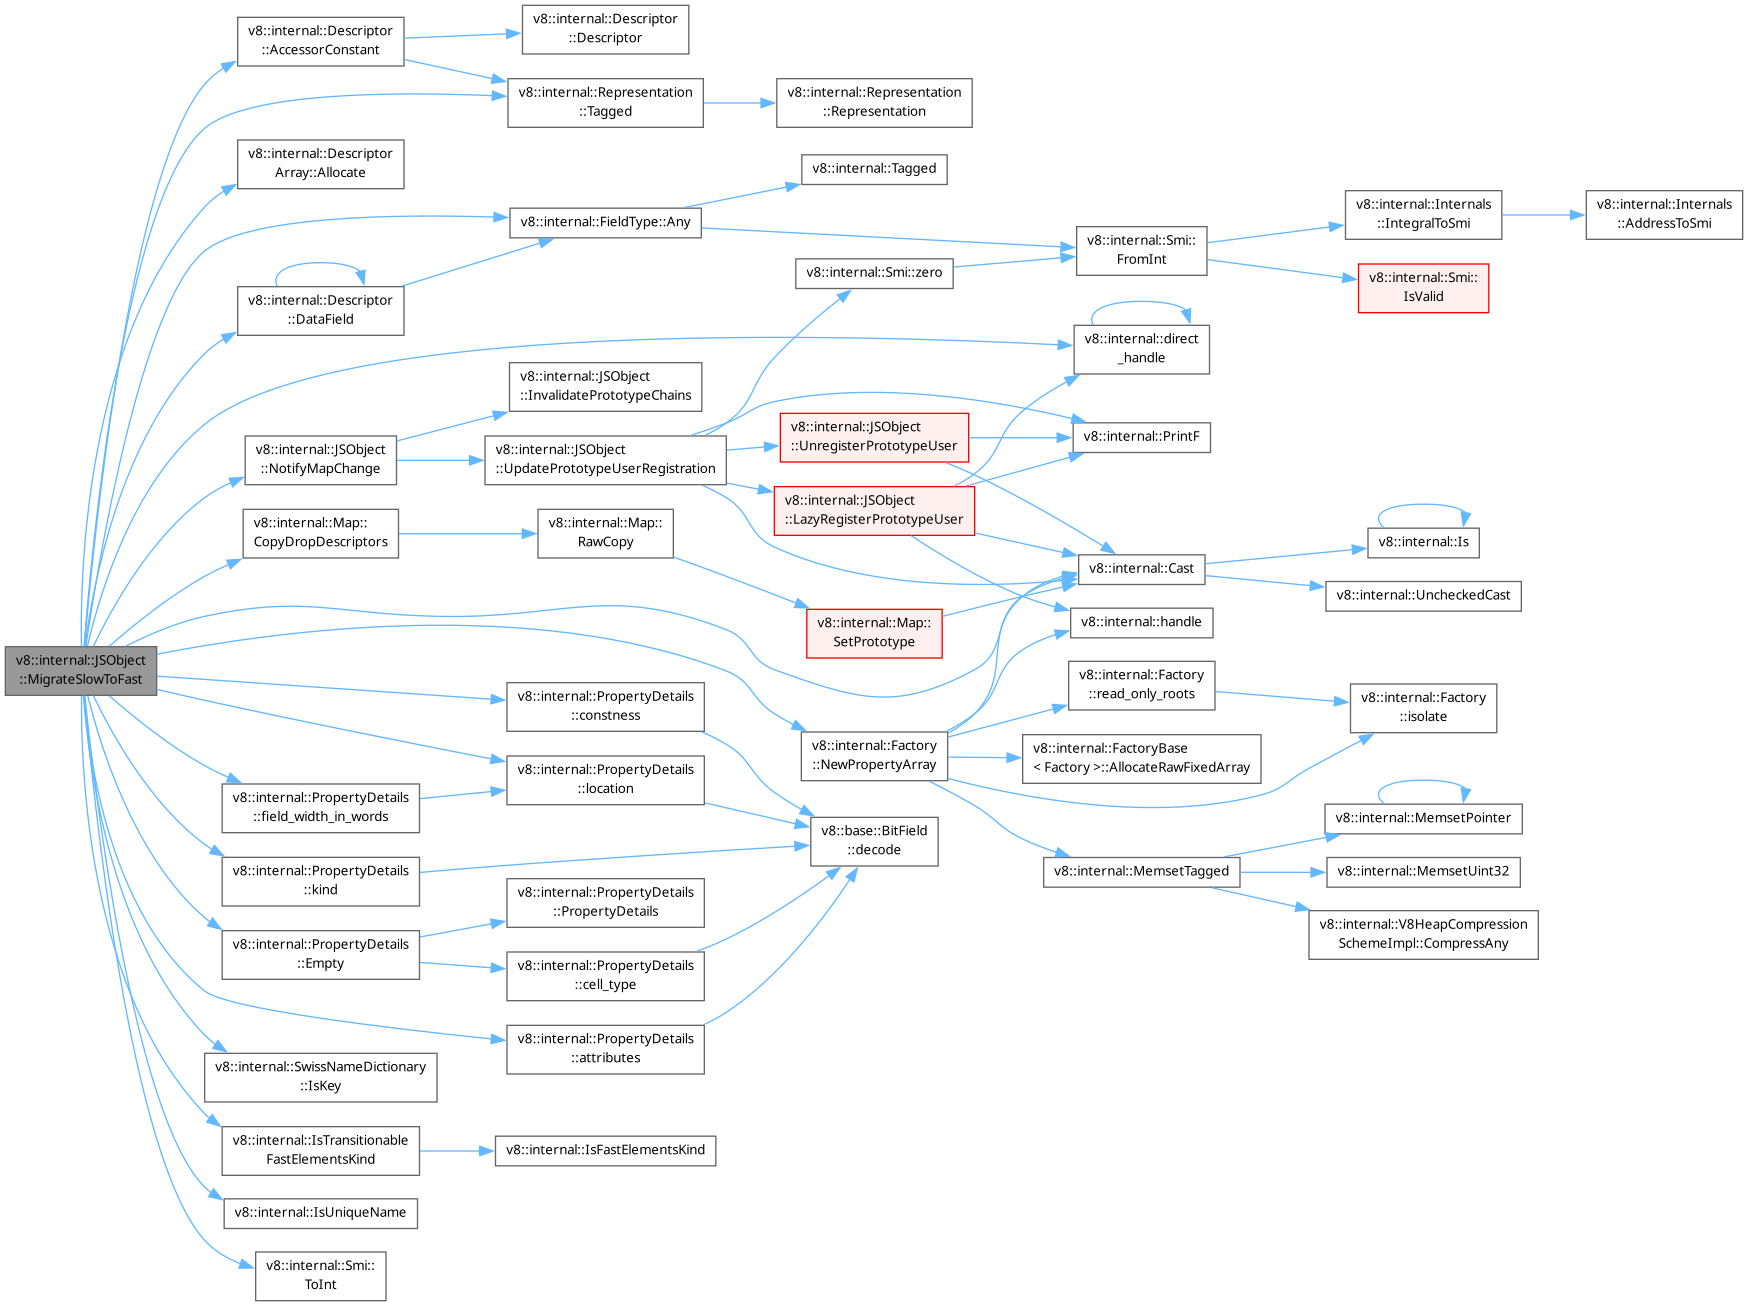 v8::internal::JSObject
::MigrateSlowToFast
v8::internal::Descriptor
::AccessorConstant
v8::internal::Descriptor
::Descriptor
v8::internal::Representation
::Tagged
v8::internal::Representation
::Representation
v8::internal::Descriptor
Array::Allocate
v8::internal::Descriptor
::DataField
v8::internal::FieldType::Any
v8::internal::Tagged
v8::internal::Smi::
FromInt
v8::internal::Internals
::IntegralToSmi
v8::internal::Internals
::AddressToSmi
v8::internal::Smi::
IsValid
v8::internal::Smi::zero
v8::internal::direct
_handle
v8::internal::JSObject
::NotifyMapChange
v8::internal::JSObject
::InvalidatePrototypeChains
v8::internal::JSObject
::UpdatePrototypeUserRegistration
v8::internal::JSObject
::UnregisterPrototypeUser
v8::internal::PrintF
v8::internal::JSObject
::LazyRegisterPrototypeUser
v8::internal::Map::
CopyDropDescriptors
v8::internal::Map::
RawCopy
v8::internal::Map::
SetPrototype
v8::internal::Cast
v8::internal::Is
v8::internal::UncheckedCast
v8::internal::handle
v8::internal::Factory
::NewPropertyArray
v8::internal::Factory
::read_only_roots
v8::internal::Factory
::isolate
v8::internal::FactoryBase
< Factory >::AllocateRawFixedArray
v8::internal::MemsetTagged
v8::internal::MemsetPointer
v8::internal::MemsetUint32
v8::internal::V8HeapCompression
SchemeImpl::CompressAny
v8::internal::PropertyDetails
::constness
v8::internal::PropertyDetails
::location
v8::internal::PropertyDetails
::field_width_in_words
v8::internal::PropertyDetails
::kind
v8::base::BitField
::decode
v8::internal::PropertyDetails
::Empty
v8::internal::PropertyDetails
::PropertyDetails
v8::internal::PropertyDetails
::cell_type
v8::internal::PropertyDetails
::attributes
v8::internal::SwissNameDictionary
::IsKey
v8::internal::IsTransitionable
FastElementsKind
v8::internal::IsFastElementsKind
v8::internal::IsUniqueName
v8::internal::Smi::
ToInt